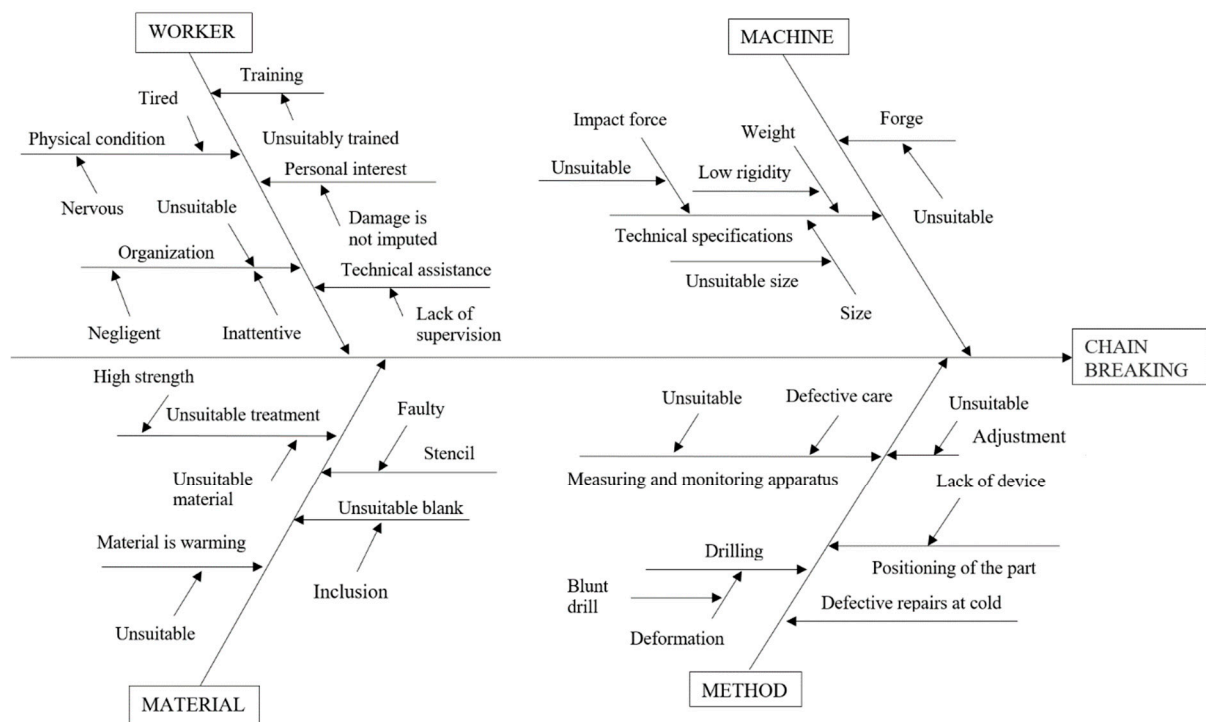 WORKER
MACHINE
Training
Tired
Unsuitably trained
Physical condition
Personal interest
Nervous
Unsuitable
Damage is
not imputed
Organization
Technical assistance
Negligent
Inattentive
Lack of
supervision
Impact force
Weight
Forge
Unsuitable
Low rigidity
Unsuitable
Technical specifications
Unsuitable size
Size
CHAIN
BREAKING
High strength
Unsuitable treatment
Faulty
Stencil
Unsuitable
material
Unsuitable blank
Material is warming
Inclusion
Unsuitable
MATERIAL
Unsuitable
Defective care
Unsuitable
Adjustment
Measuring and monitoring apparatus
Lack of device
Drilling
Positioning of the part
Blunt
drill
Defective repairs at cold
Deformation
METHOD